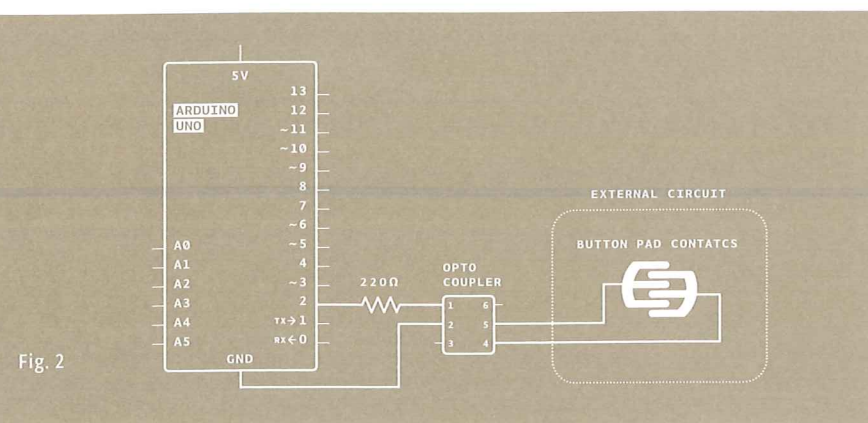 5V
ARDUINO
UNO
13
12
~11
~10
~9
8
7
~6
~5
4
~3
2
TX→1
RX←0
A0
A1
A2
A3
A4
A5
GND
220Ω
OPTO
COUPLER
1 6
2 5
3 4
EXTERNAL CIRCUIT
BUTTON PAD CONTATCS
Fig. 2